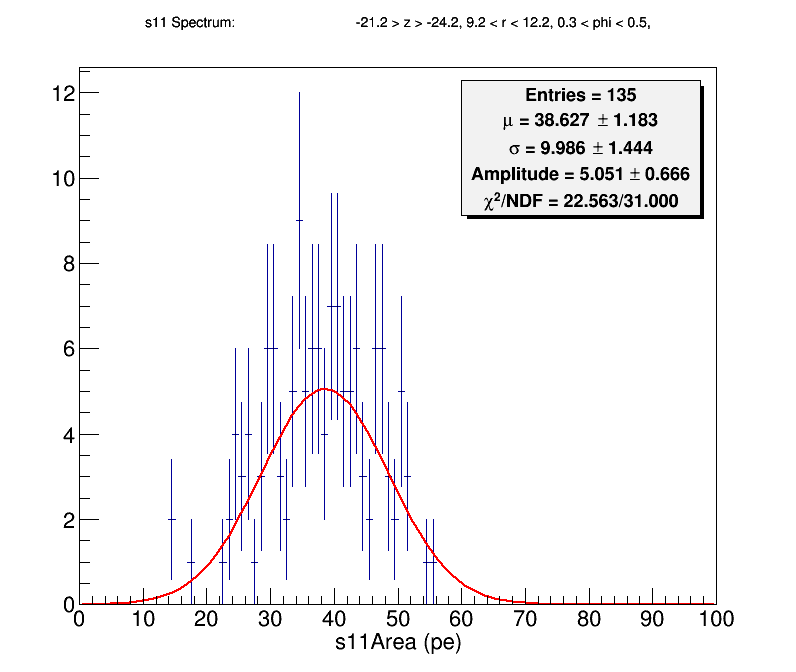 s11 Spectrum: -21.2 > z > -24.2, 9.2 < r < 12.2, 0.3 < phi < 0.5,
Entries = 135
μ = 38.627 ± 1.183
σ = 9.986 ± 1.444
Amplitude = 5.051 ± 0.666
χ²/NDF = 22.563/31.000
12
10
8
6
4
2
0
0 10 20 30 40 50 60 70 80 90 100
s11Area (pe)